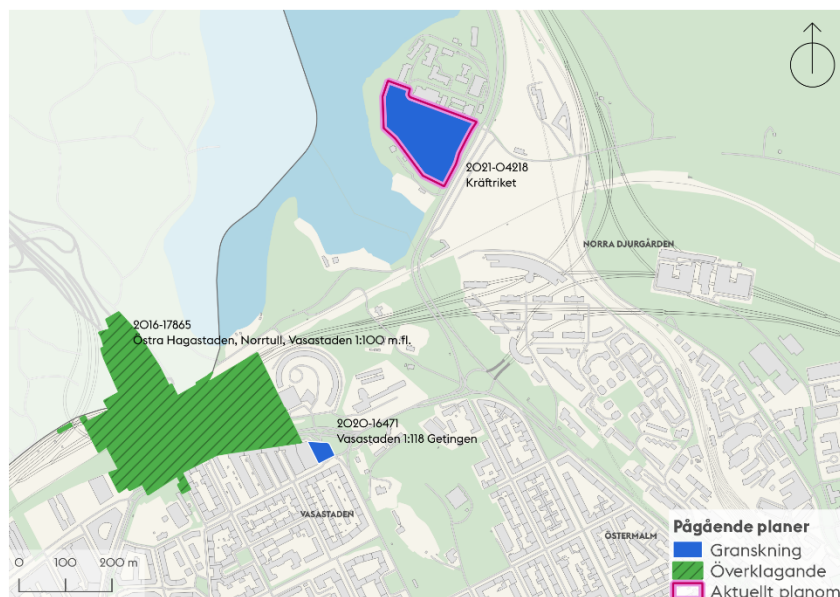 2021-04218
Kräftriket
NORRA DJURGÅRDEN
2016-17865
Östra Hagastaden, Norrtull, Vasastaden 1:100 m.fl.
2020-16471
Vasastaden 1:118 Getingen
VASASTADEN
ÖSTERMALM
Pågående planer
Granskning
Överklagande
Aktuellt planom
0 100 200 m